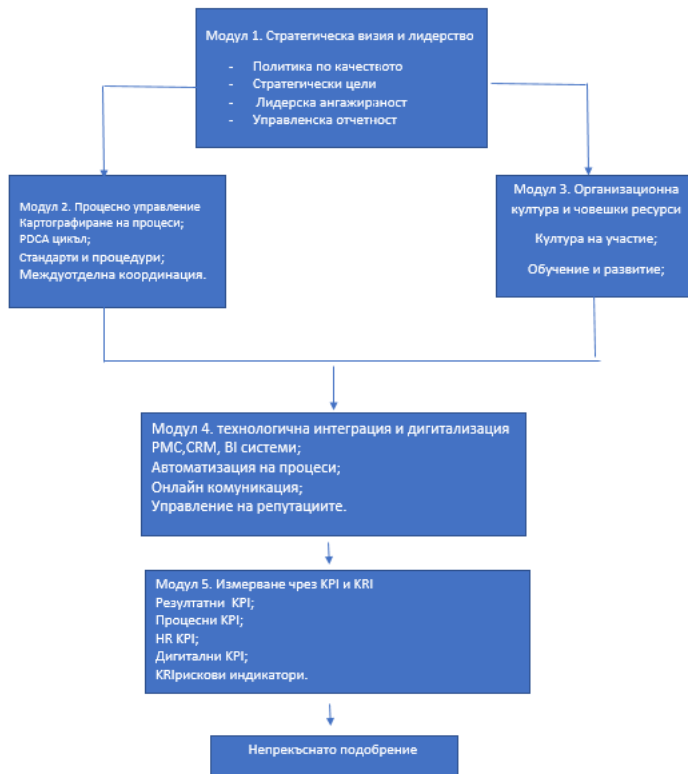 Модул 1. Стратегическа визия и лидерство
- Политика по качеството
- Стратегически цели
- Лидерска ангажираност
- Управленска отчетност
Модул 2. Процесно управление
Картографиране на процеси;
PDCA цикъл;
Стандарти и процедури;
Междуотделна координация.
Модул 3. Организационна
култура и човешки ресурси
Култура на участие;
Обучение и развитие;
Модул 4. технологична интеграция и дигитализация
PMC,CRM, BI системи;
Автоматизация на процеси;
Онлайн комуникация;
Управление на репутациите.
Модул 5. Измерване чрез KPI и KRI
Резултатни KPI;
Процесни KPI;
HR KPI;
Дигитални KPI;
KRIрискови индикатори.
Непрекъснато подобрение